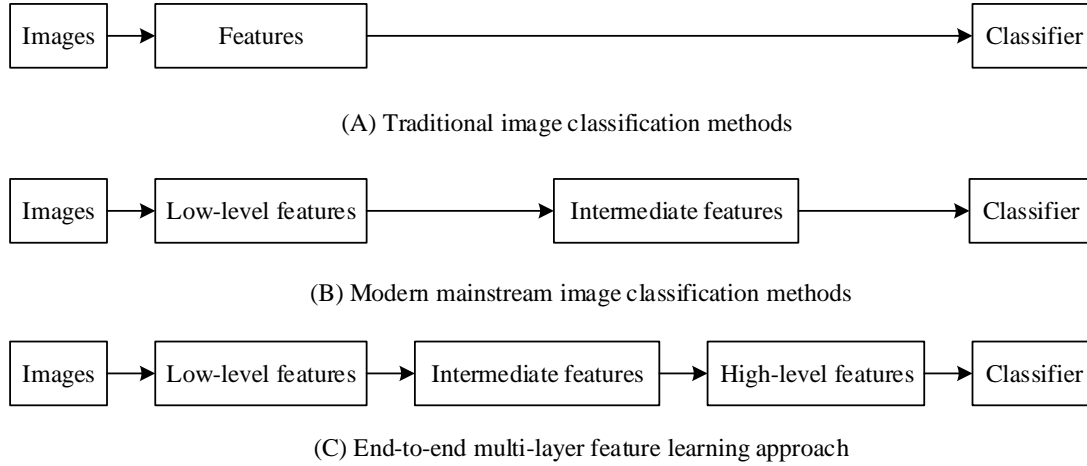 Images Features Classifier
(A) Traditional image classification methods
Images Low-level features Intermediate features Classifier
(B) Modern mainstream image classification methods
Images Low-level features Intermediate features High-level features Classifier
(C) End-to-end multi-layer feature learning approach